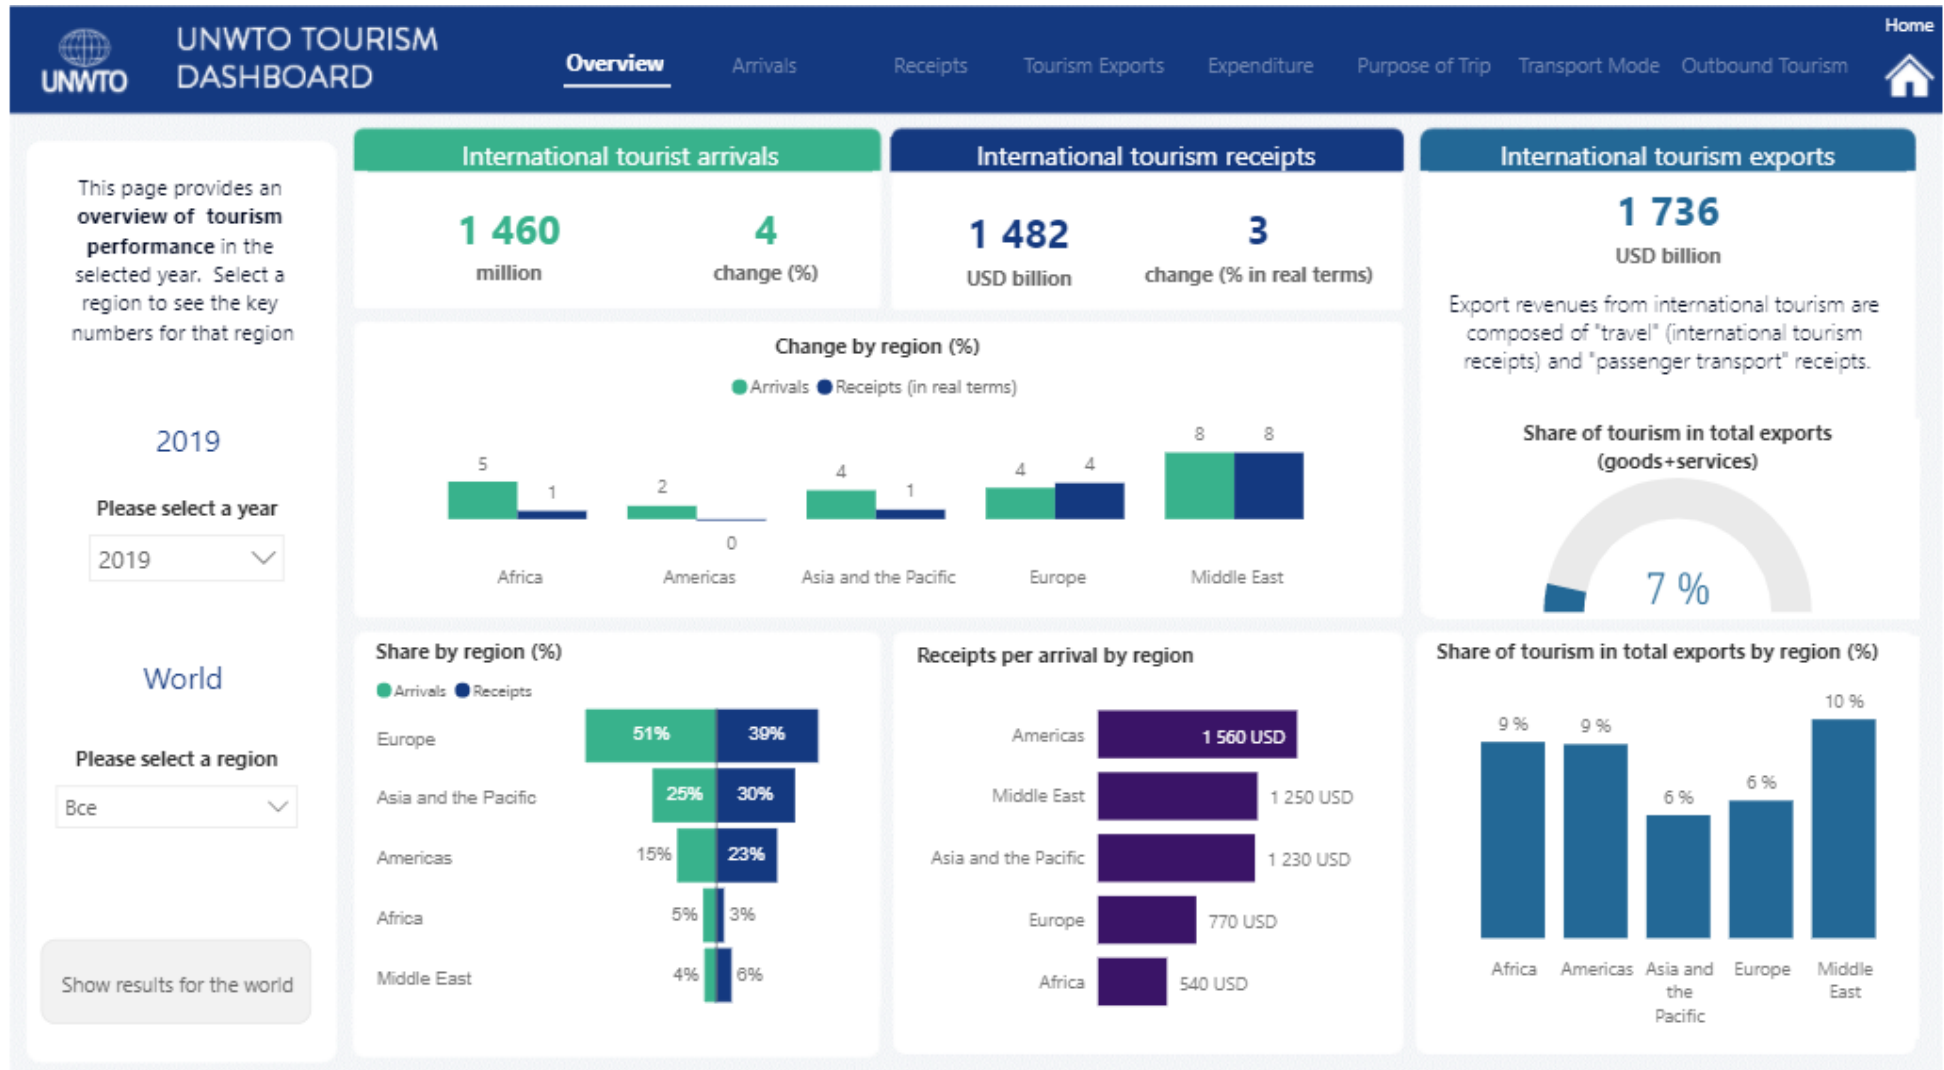 UNWTO
UNWTO TOURISM
DASHBOARD
Overview
Arrivals
Receipts
Tourism Exports
Expenditure
Purpose of Trip
Transport Mode
Outbound Tourism
Home
This page provides an
overview of tourism
performance in the
selected year. Select a
region to see the key
numbers for that region
2019
Please select a year
2019
World
Please select a region
Все
Show results for the world
International tourist arrivals
1 460
million
4
change (%)
International tourism receipts
1 482
USD billion
3
change (% in real terms)
International tourism exports
1 736
USD billion
Export revenues from international tourism are
composed of "travel" (international tourism
receipts) and "passenger transport" receipts.
Change by region (%)
Arrivals Receipts (in real terms)
5
1
2
0
4
1
4
4
8
8
Africa
Americas
Asia and the Pacific
Europe
Middle East
Share of tourism in total exports
(goods+services)
7 %
Share by region (%)
Arrivals Receipts
Europe 51% 39%
Asia and the Pacific 25% 30%
Americas 15% 23%
Africa 5% 3%
Middle East 4% 6%
Receipts per arrival by region
Americas 1 560 USD
Middle East 1 250 USD
Asia and the Pacific 1 230 USD
Europe 770 USD
Africa 540 USD
Share of tourism in total exports by region (%)
9 %
9 %
6 %
6 %
10 %
Africa
Americas
Asia and
the
Pacific
Europe
Middle
East